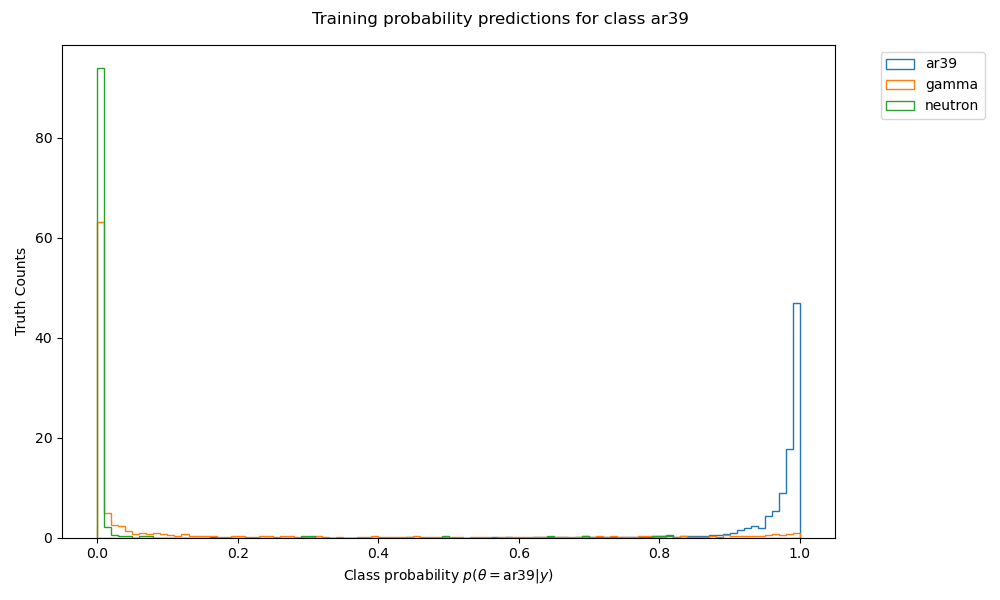 Training probability predictions for class ar39
ar39
gamma
neutron
Truth Counts
80
60
40
20
0
0.0 0.2 0.4 0.6 0.8 1.0
Class probability p(θ = ar39|y)